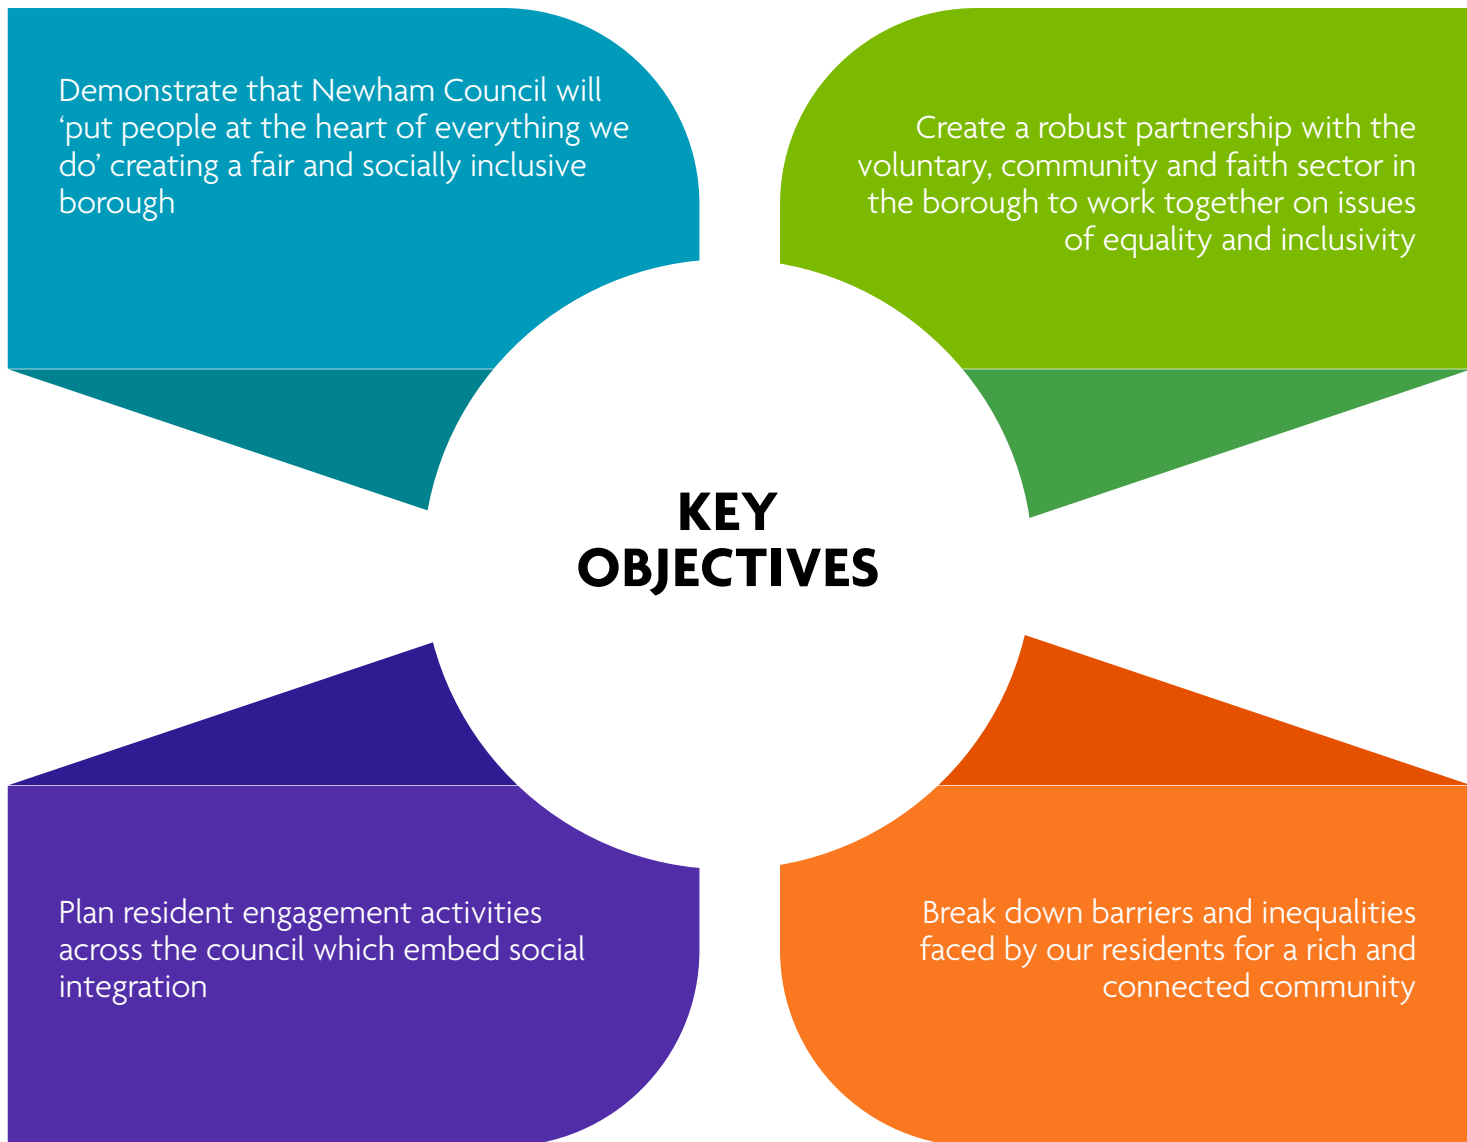 Demonstrate that Newham Council will
‘put people at the heart of everything we
do’ creating a fair and socially inclusive
borough
Create a robust partnership with the
voluntary, community and faith sector in
the borough to work together on issues
of equality and inclusivity
KEY
OBJECTIVES
Plan resident engagement activities
across the council which embed social
integration
Break down barriers and inequalities
faced by our residents for a rich and
connected community